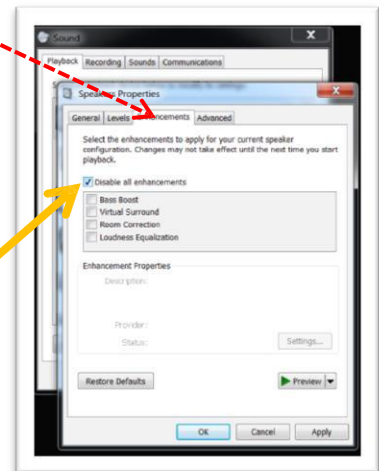 Sound
Playback Recording Sounds Communications
Speakers Properties
General Levels Enhancements Advanced
Select the enhancements to apply for your current speaker
configuration. Changes may not take effect until the next time you start
playback.
Disable all enhancements
Bass Boost
Virtual Surround
Room Correction
Loudness Equalization
Enhancement Properties
Description:
Provider:
Status:
Settings...
Restore Defaults
Preview
OK Cancel Apply